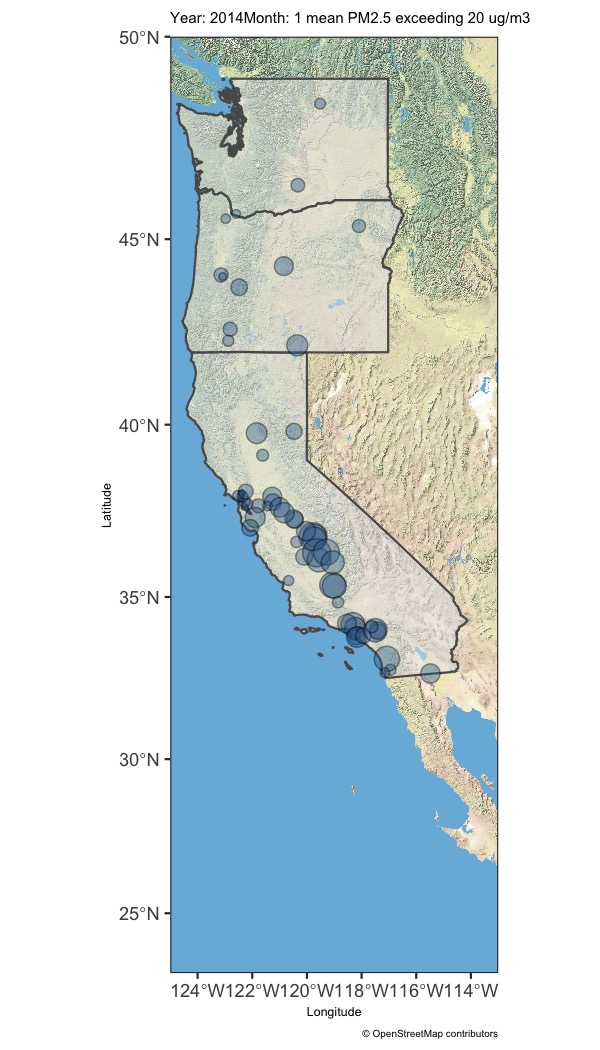 Year: 2014Month: 1 mean PM2.5 exceeding 20 ug/m3
50°N
45°N
40°N
35°N
30°N
25°N
Latitude
124°W122°W120°W118°W116°W114°W
Longitude
© OpenStreetMap contributors